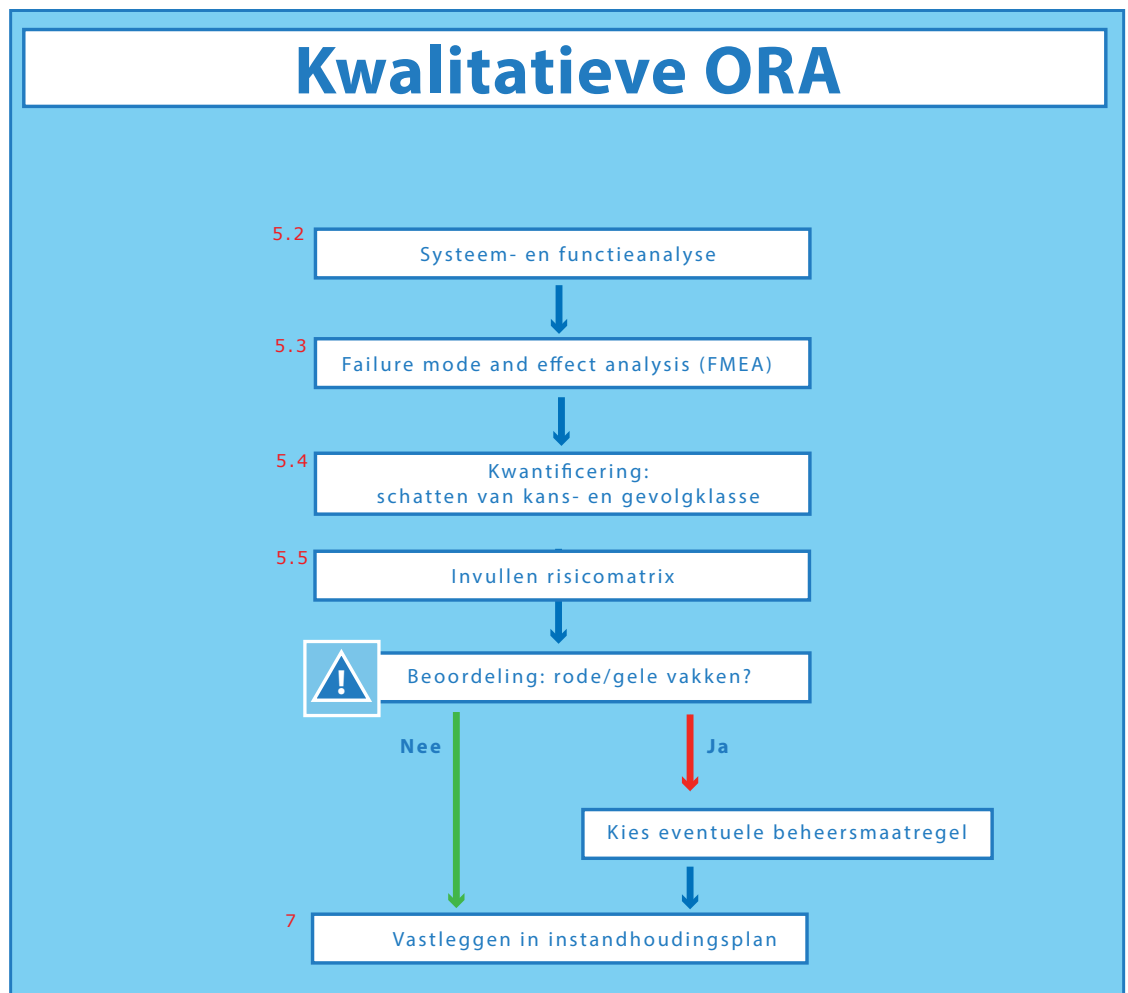 Kwalitatieve ORA
5.2
Systeem- en functieanalyse
5.3
Failure mode and effect analysis (FMEA)
5.4
Kwantificering:
schatten van kans- en gevolgklasse
5.5
Invullen risicomatrix
!
Beoordeling: rode/gele vakken?
Nee
Ja
Kies eventuele beheersmaatregel
7
Vastleggen in instandhoudingsplan